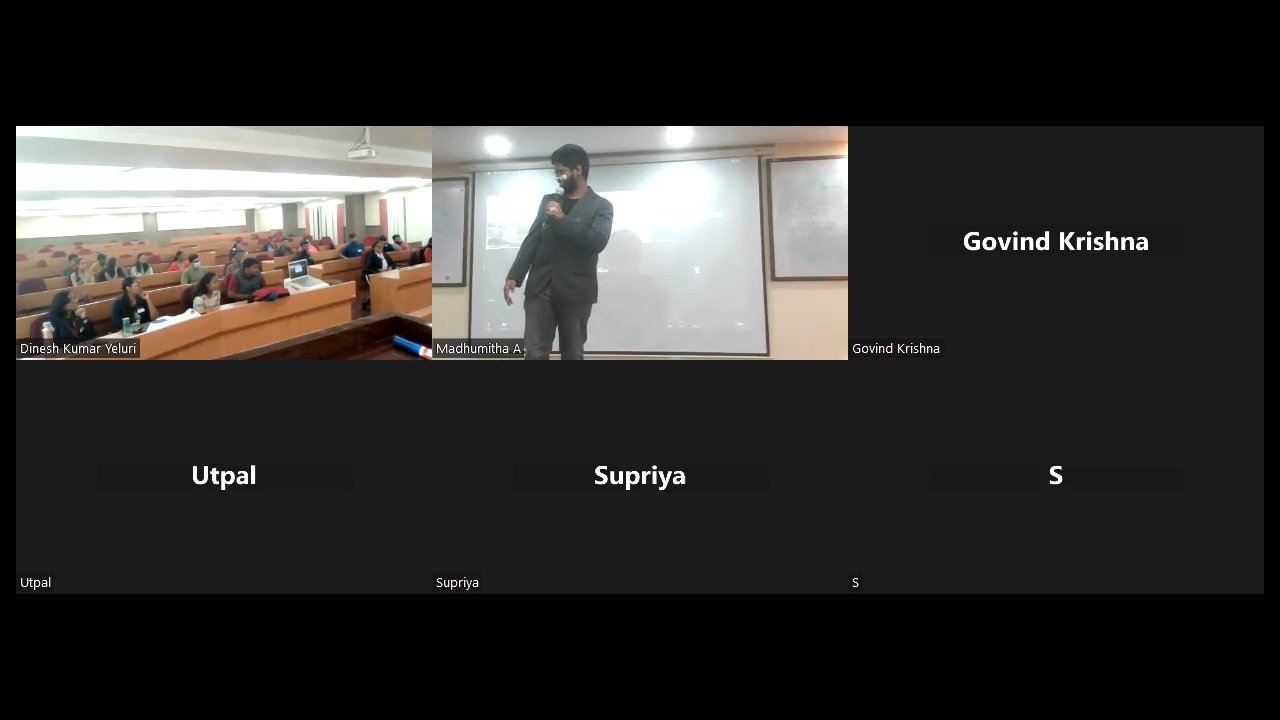 Dinesh Kumar Yeluri
Madhumitha A
Govind Krishna
Govind Krishna
Utpal
Supriya
S
Utpal
Supriya
S